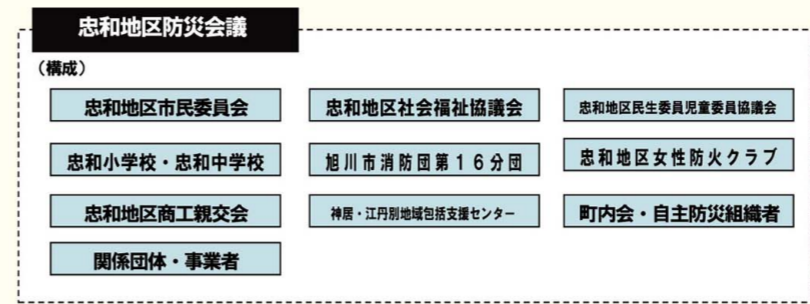 忠和地区防災会議
（構成）
忠和地区市民委員会
忠和地区社会福祉協議会
忠和地区民生委員児童委員協議会
忠和小学校・忠和中学校
旭川市消防団第１６分団
忠和地区女性防火クラブ
忠和地区商工親交会
神居・江丹別地域包括支援センター
町内会・自主防災組織者
関係団体・事業者